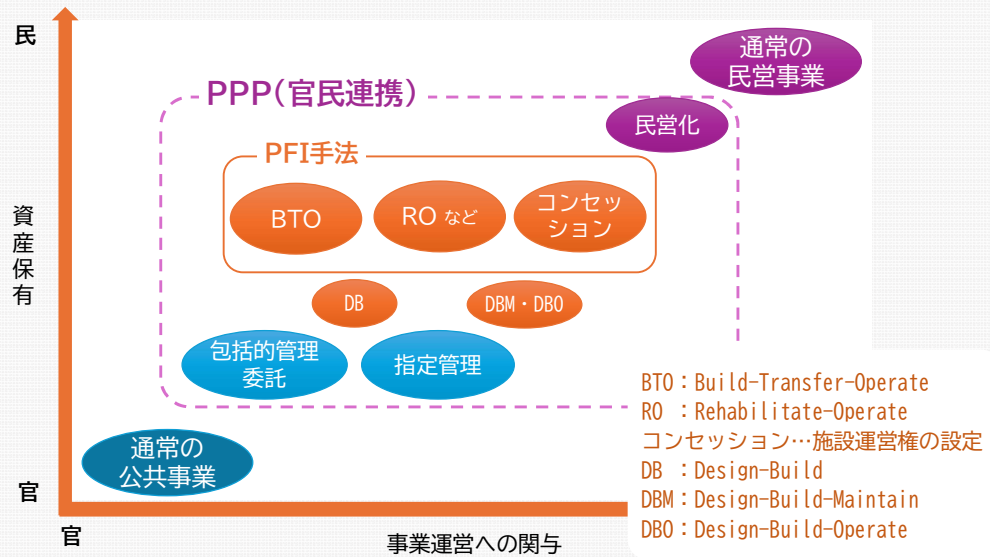 民
通常の
民営事業
PPP(官民連携)
民営化
PFI手法
BTO
RO など
コンセッ
ション
資産保有
DB
DBM・DBO
包括的管理
委託
指定管理
BTO：Build-Transfer-Operate
RO ：Rehabilitate-Operate
コンセッション…施設運営権の設定
DB ：Design-Build
DBM：Design-Build-Maintain
DBO：Design-Build-Operate
通常の
公共事業
官
官
事業運営への関与